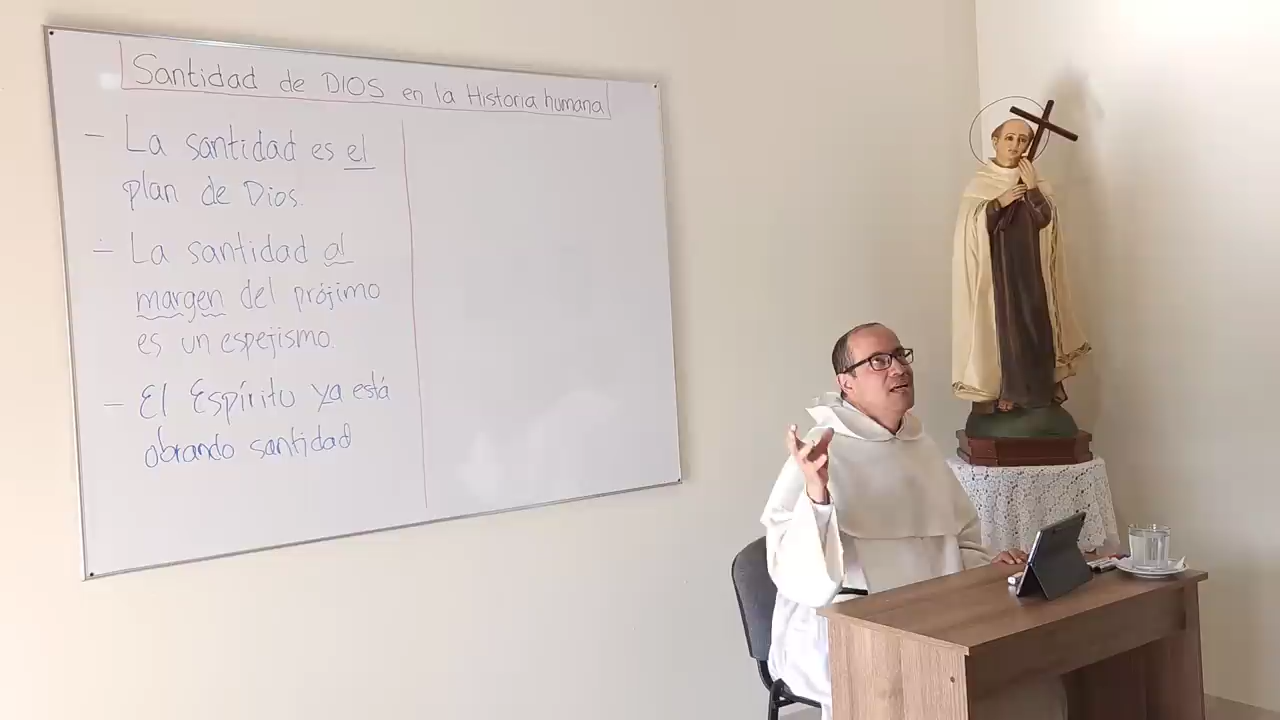 Santidad de DIOS en la Historia humana
- La santidad es el
plan de Dios.
- La santidad al
margen del prójimo
es un espejismo.
- El Espíritu ya está
obrando santidad